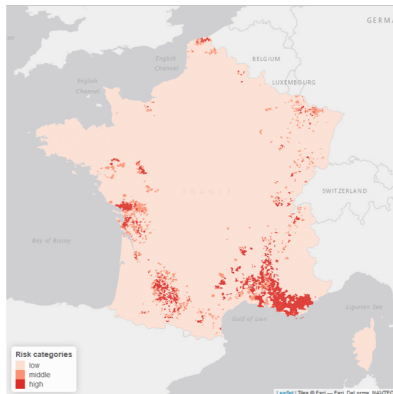 GERMA
English
Channel
BELGIUM
English
Channel
LUXEMBOURG
FRANCE
SWITZERLAND
Bay of Biscay
Ligurian Sea
Gulf of Lion
Risk categories
low
middle
high
Leaflet | Tiles © Esri — Esri, DeLorme, NAVTEQ